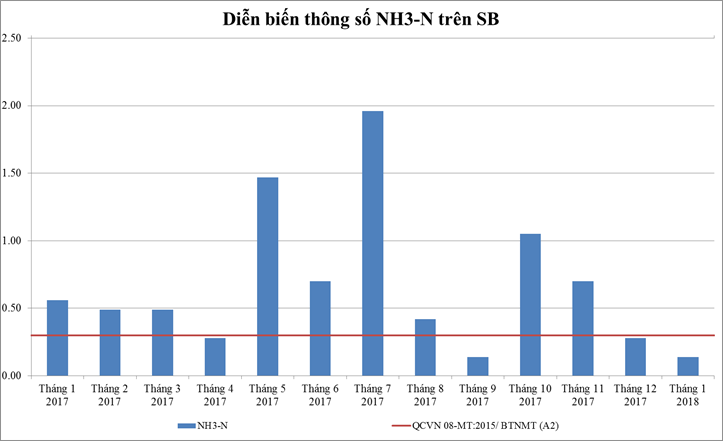 Diễn biến thông số NH3-N trên SB
2.50
2.00
1.50
1.00
0.50
0.00
Tháng 1 Tháng 2 Tháng 3 Tháng 4 Tháng 5 Tháng 6 Tháng 7 Tháng 8 Tháng 9 Tháng 10 Tháng 11 Tháng 12 Tháng 1
2017 2017 2017 2017 2017 2017 2017 2017 2017 2017 2017 2017 2018
NH3-N QCVN 08-MT:2015/ BTNMT (A2)